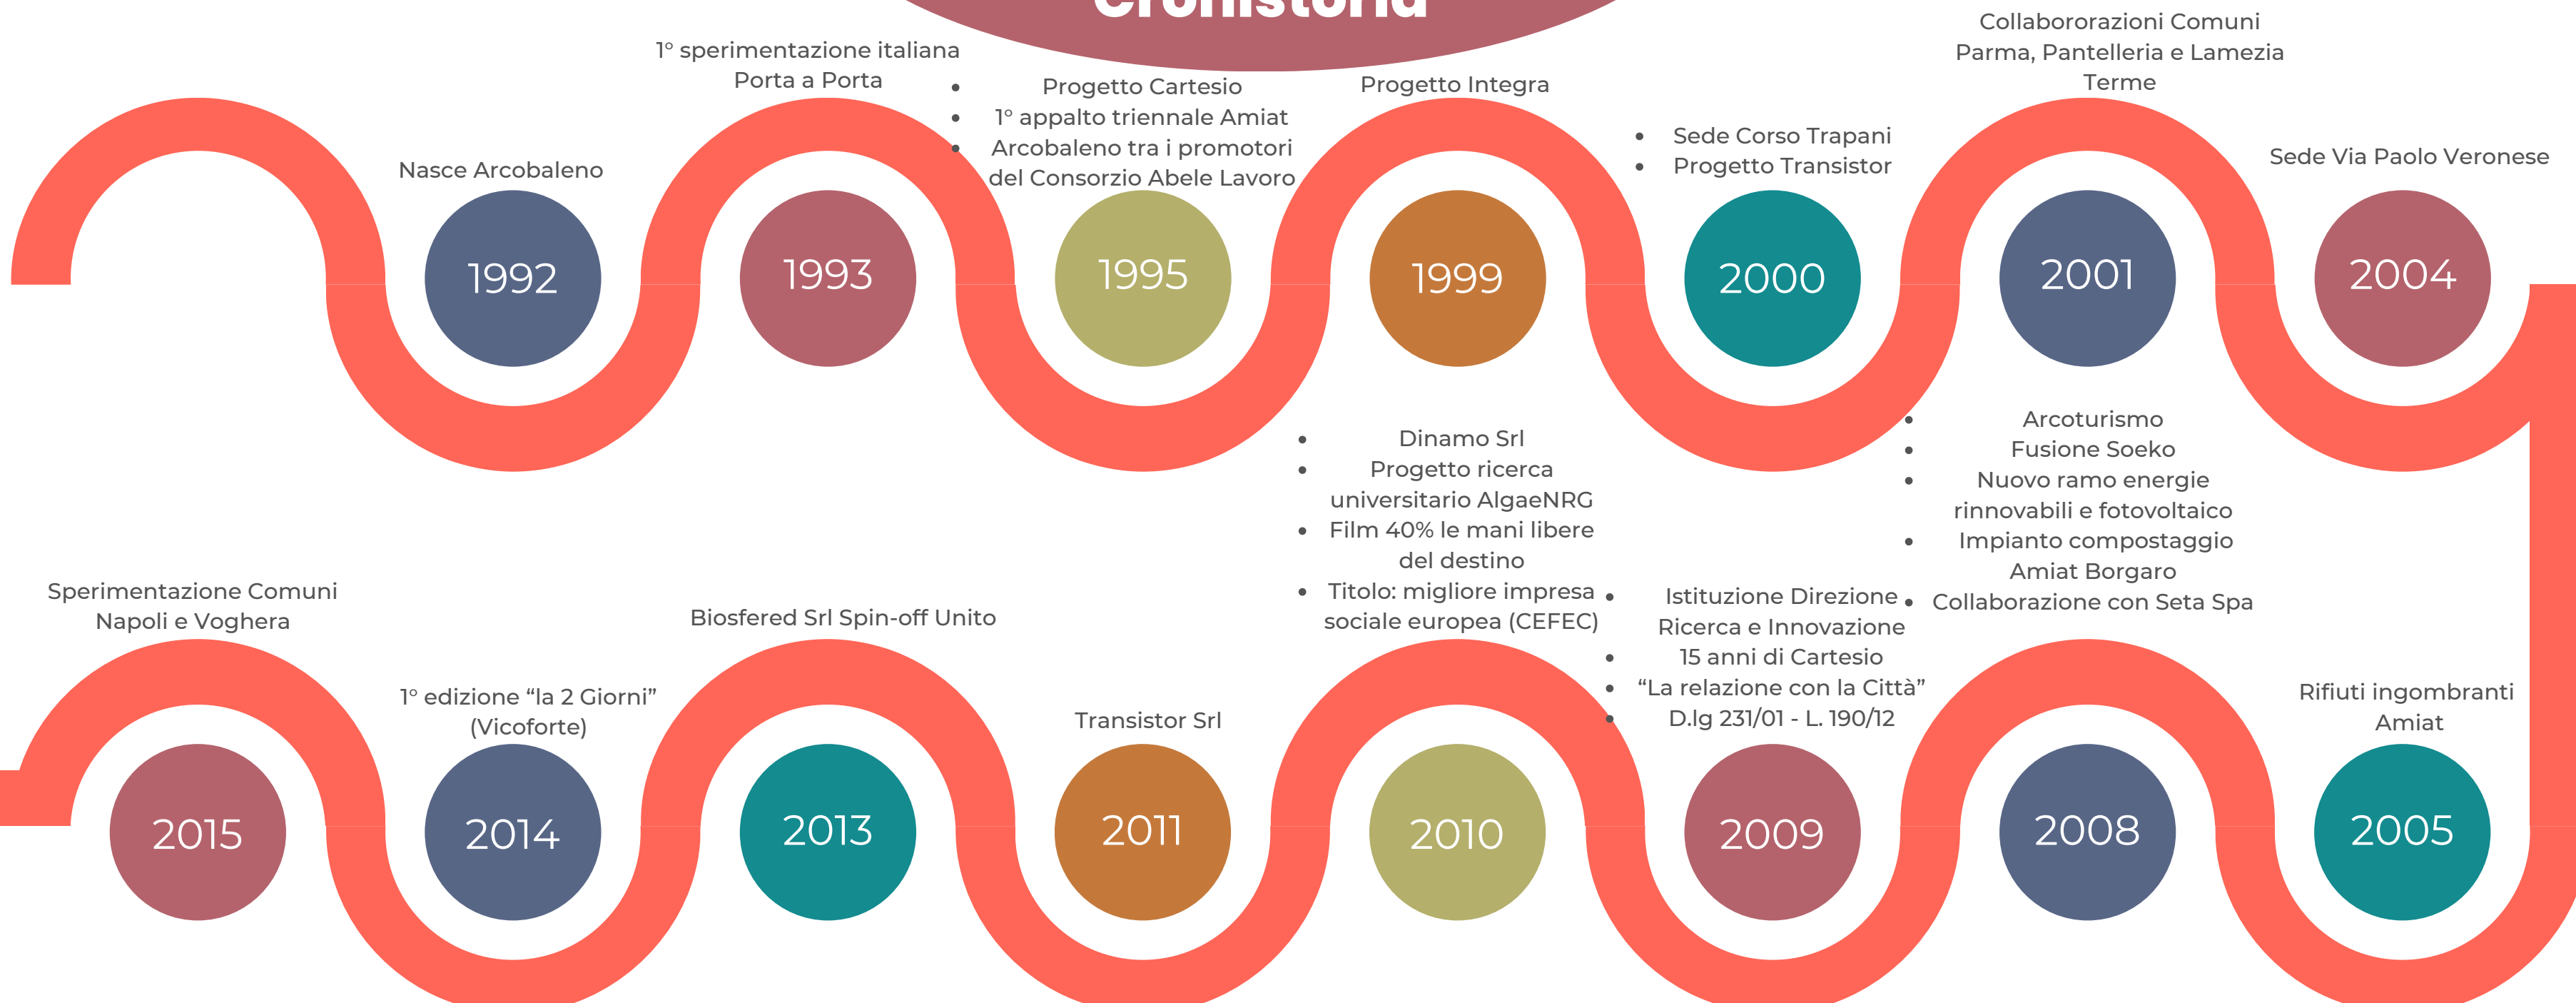 Cronistoria
1° sperimentazione italiana
Porta a Porta
• Progetto Cartesio
• 1° appalto triennale Amiat
• Arcobaleno tra i promotori
del Consorzio Abele Lavoro
Progetto Integra
Collabororazioni Comuni
Parma, Pantelleria e Lamezia
Terme
Nasce Arcobaleno
• Sede Corso Trapani
• Progetto Transistor
Sede Via Paolo Veronese
1992
1993
1995
1999
2000
2001
2004
Sperimentazione Comuni
Napoli e Voghera
1° edizione “la 2 Giorni”
(Vicoforte)
Biosfered Srl Spin-off Unito
Transistor Srl
• Dinamo Srl
• Progetto ricerca
universitario AlgaeNRG
• Film 40% le mani libere
del destino
• Titolo: migliore impresa
sociale europea (CEFEC)
• Istituzione Direzione
Ricerca e Innovazione
• 15 anni di Cartesio
• “La relazione con la Città”
• D.lg 231/01 - L. 190/12
• Arcoturismo
• Fusione Soeko
• Nuovo ramo energie
rinnovabili e fotovoltaico
• Impianto compostaggio
Amiat Borgaro
• Collaborazione con Seta Spa
Rifiuti ingombranti
Amiat
2015
2014
2013
2011
2010
2009
2008
2005